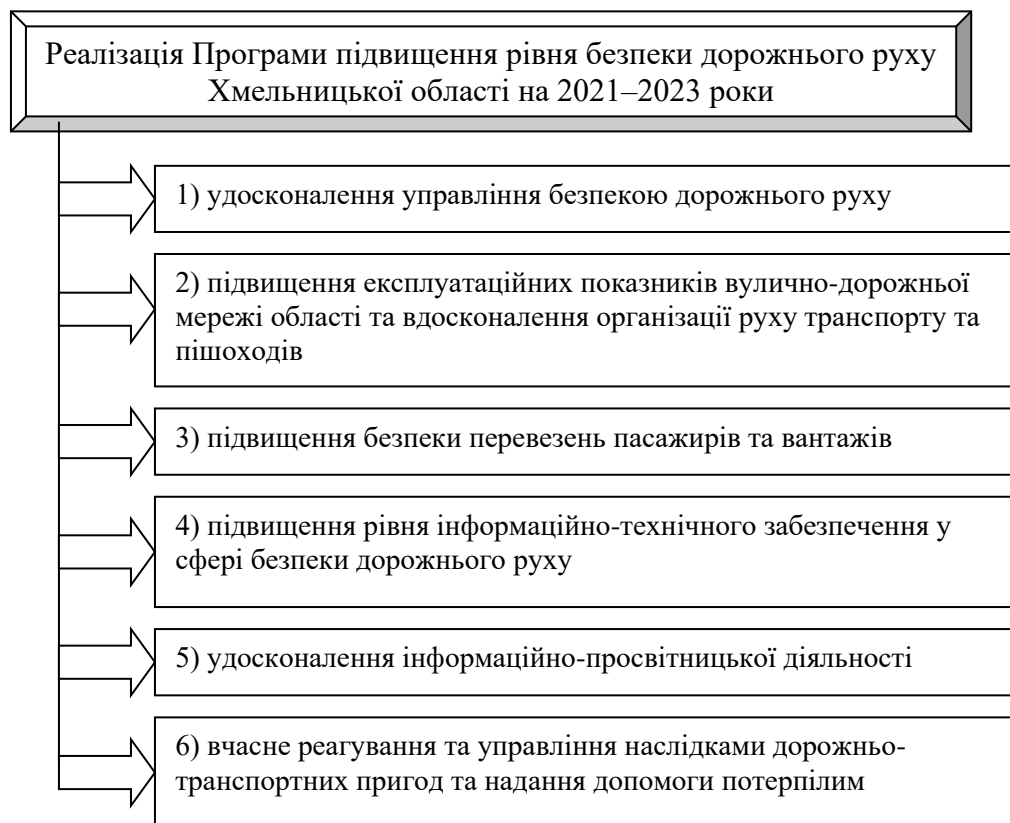 Реалізація Програми підвищення рівня безпеки дорожнього руху
Хмельницької області на 2021–2023 роки
1) удосконалення управління безпекою дорожнього руху
2) підвищення експлуатаційних показників вулично-дорожньої
мережі області та вдосконалення організації руху транспорту та
пішоходів
3) підвищення безпеки перевезень пасажирів та вантажів
4) підвищення рівня інформаційно-технічного забезпечення у
сфері безпеки дорожнього руху
5) удосконалення інформаційно-просвітницької діяльності
6) вчасне реагування та управління наслідками дорожньо-
транспортних пригод та надання допомоги потерпілим